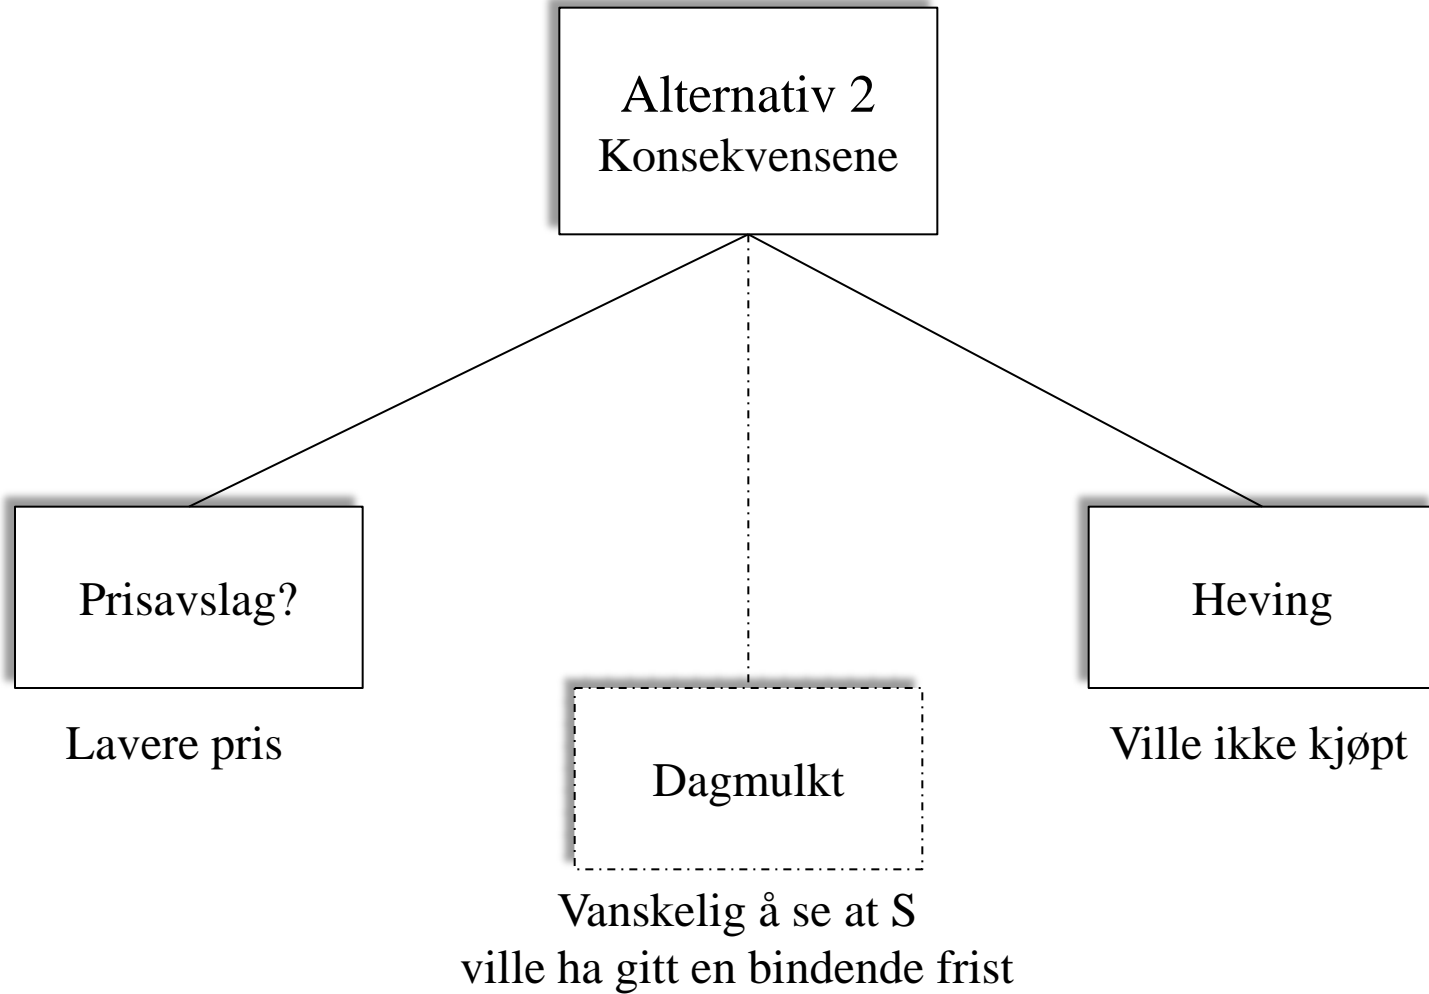 Alternativ 2
Konsekvensene
Prisavslag?
Lavere pris
Dagmulkt
Vanskelig å se at S
ville ha gitt en bindende frist
Heving
Ville ikke kjøpt